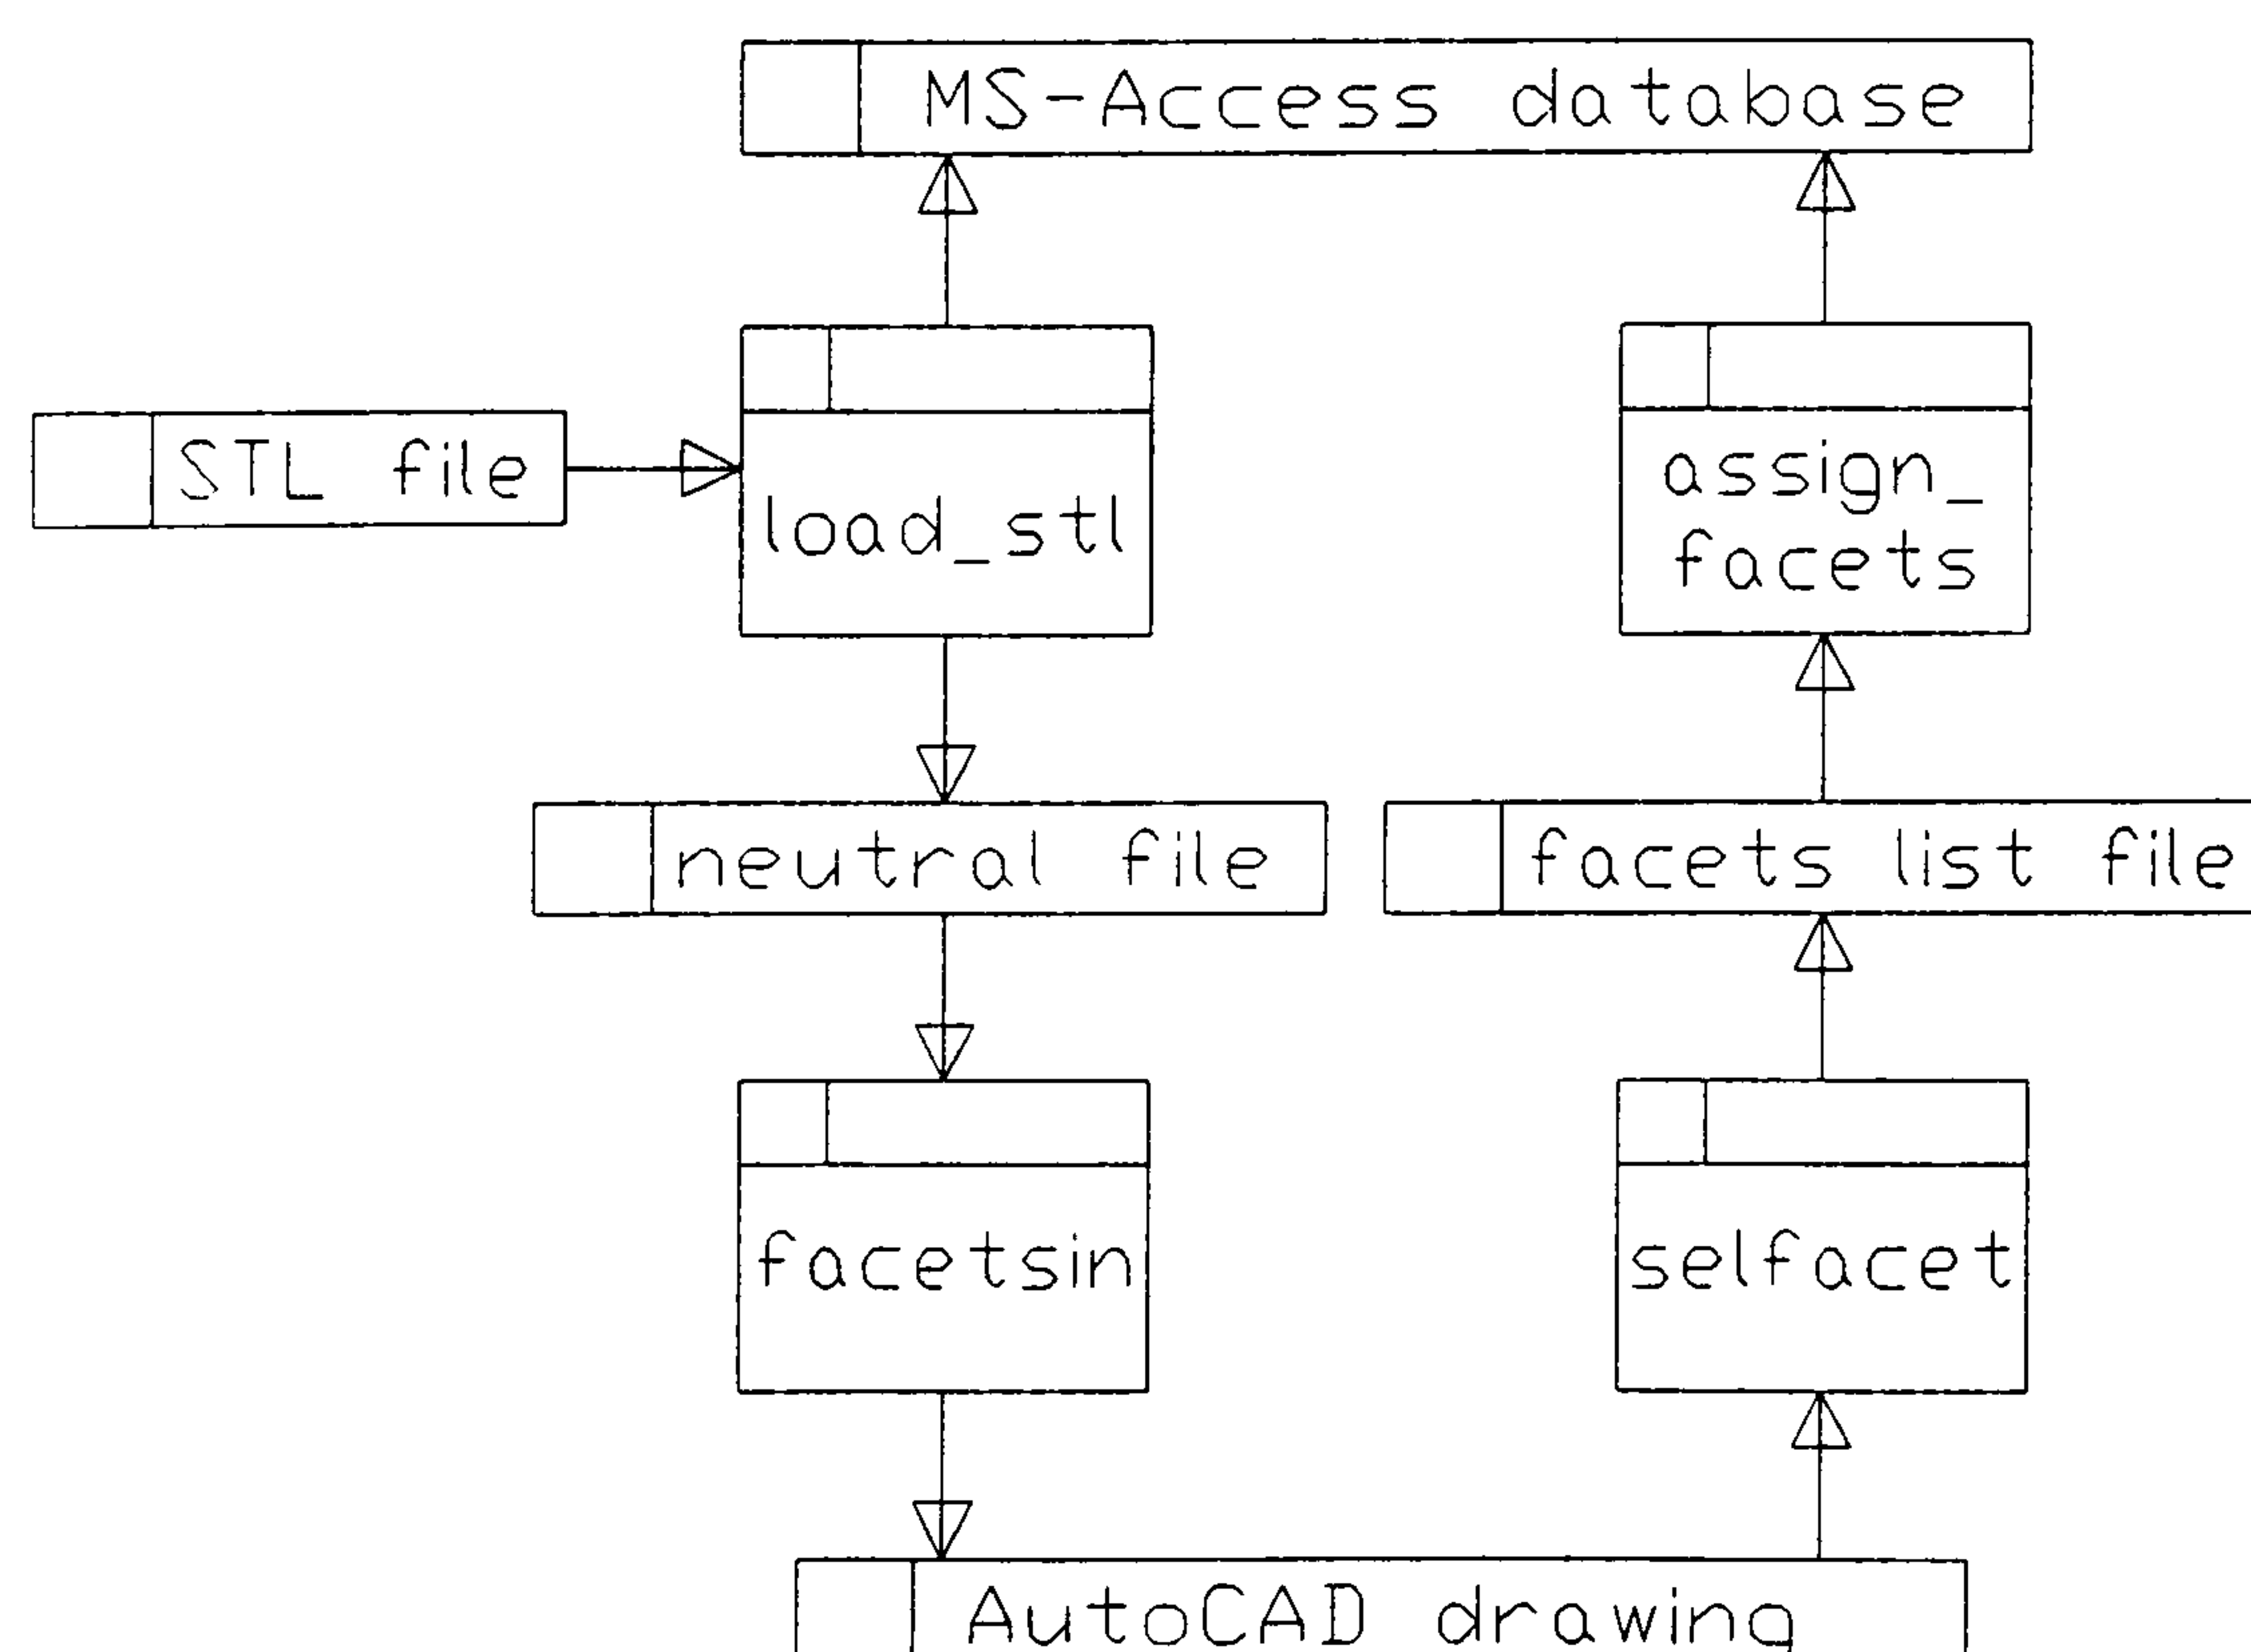 MS-Access database
STL file
load_stl
assign_
facets
neutral file
facets list file
facetsin
selfacet
AutoCAD drawing